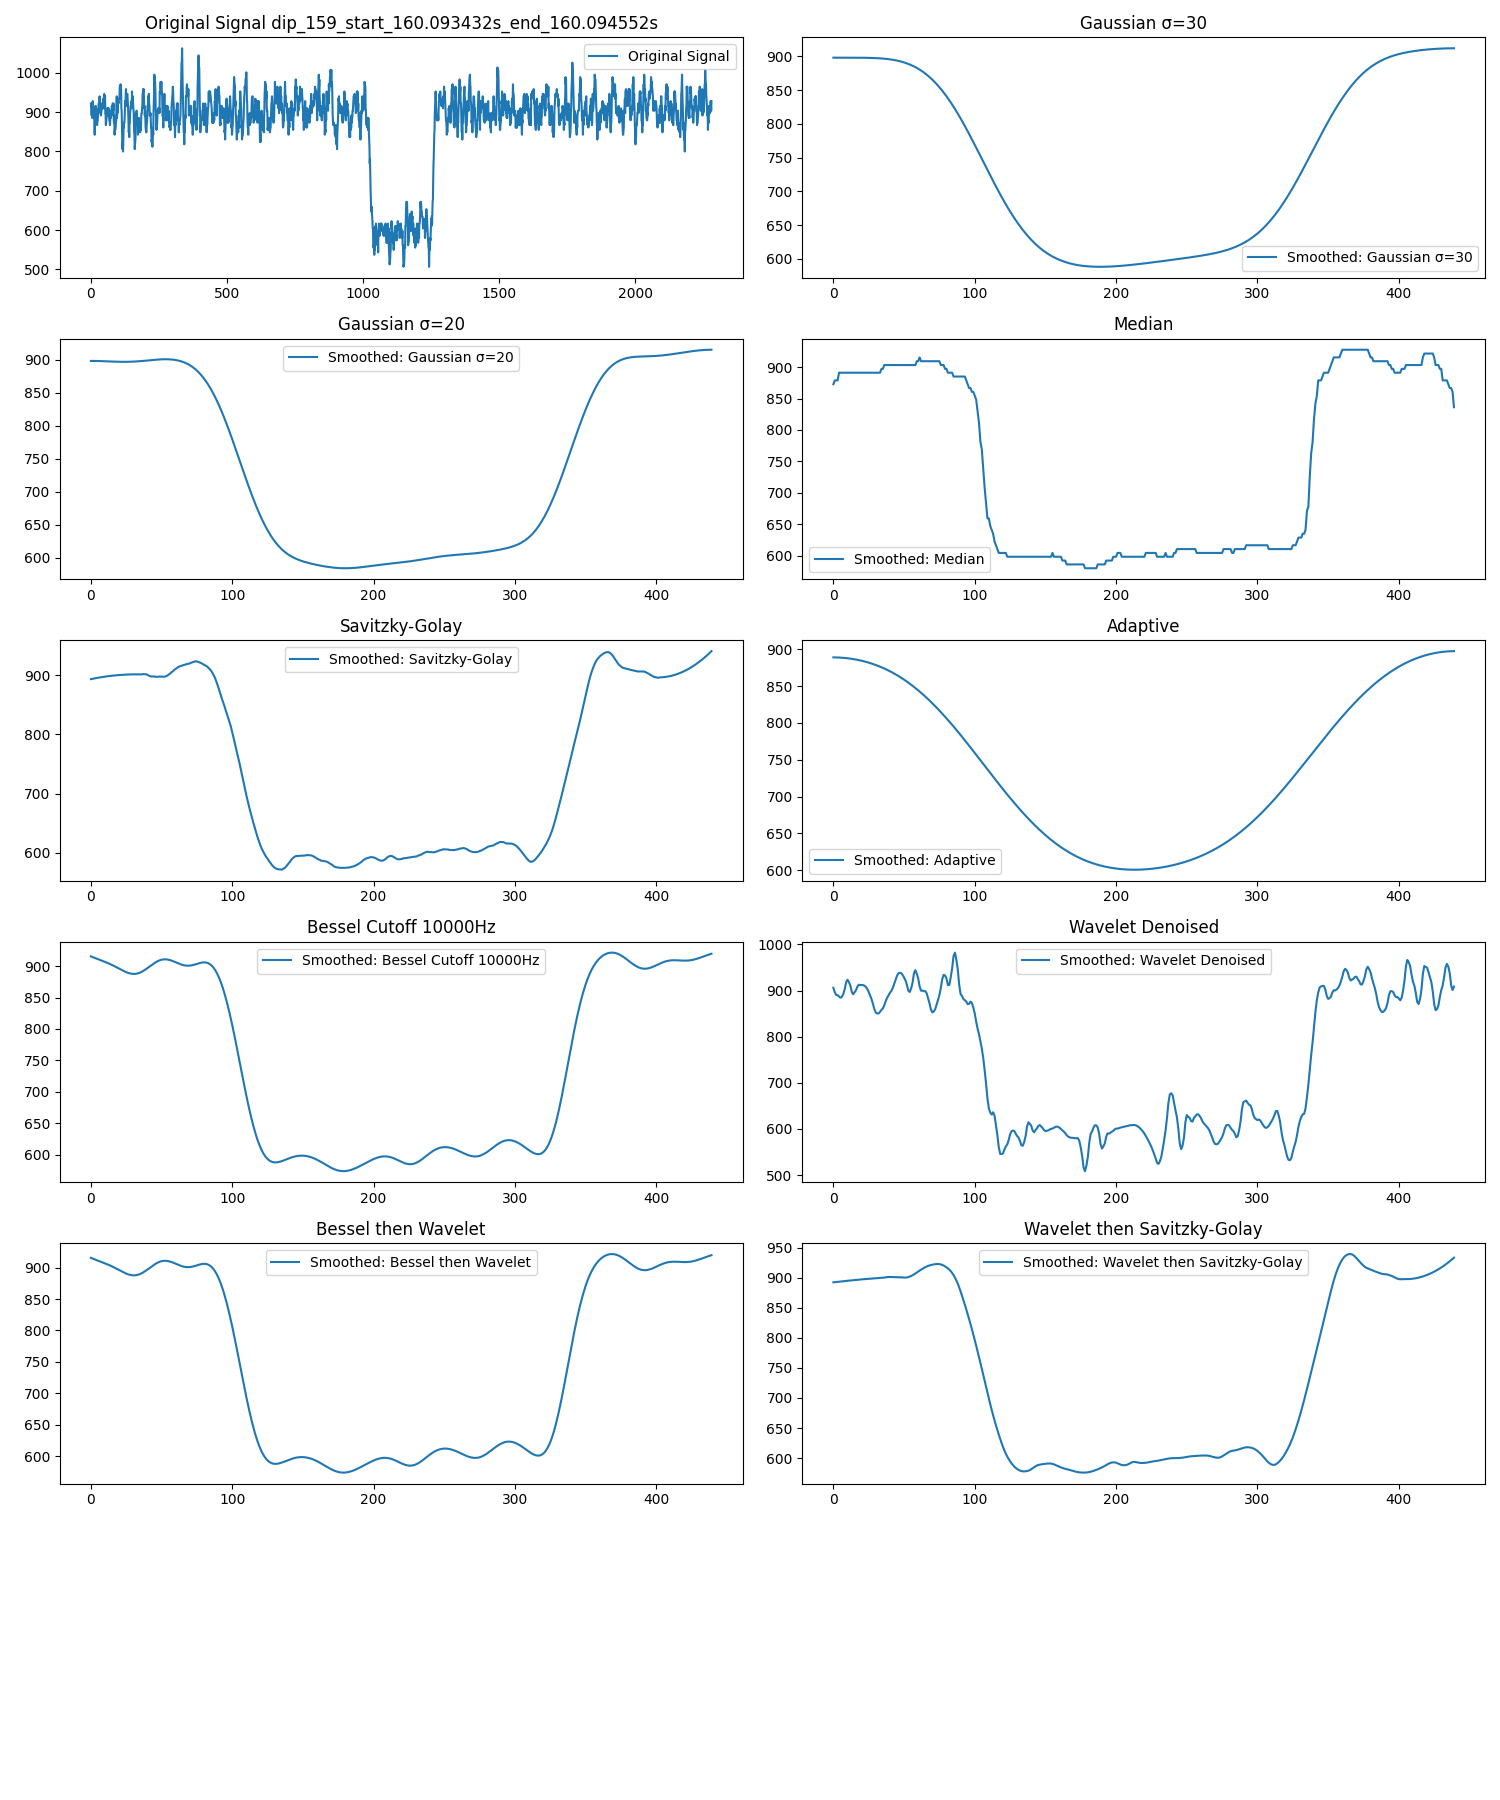 Original Signal dip_159_start_160.093432s_end_160.094552s
Original Signal
1000
900
800
700
600
500
0 500 1000 1500 2000
Gaussian σ=30
900
850
800
750
700
650
600
Smoothed: Gaussian σ=30
0 100 200 300 400
Gaussian σ=20
Smoothed: Gaussian σ=20
900
850
800
750
700
650
600
0 100 200 300 400
Median
900
850
800
750
700
650
600
Smoothed: Median
0 100 200 300 400
Savitzky-Golay
Smoothed: Savitzky-Golay
900
800
700
600
0 100 200 300 400
Adaptive
900
850
800
750
700
650
600
Smoothed: Adaptive
0 100 200 300 400
Bessel Cutoff 10000Hz
Smoothed: Bessel Cutoff 10000Hz
900
850
800
750
700
650
600
0 100 200 300 400
Wavelet Denoised
Smoothed: Wavelet Denoised
1000
900
800
700
600
500
0 100 200 300 400
Bessel then Wavelet
Smoothed: Bessel then Wavelet
900
850
800
750
700
650
600
0 100 200 300 400
Wavelet then Savitzky-Golay
Smoothed: Wavelet then Savitzky-Golay
950
900
850
800
750
700
650
600
0 100 200 300 400